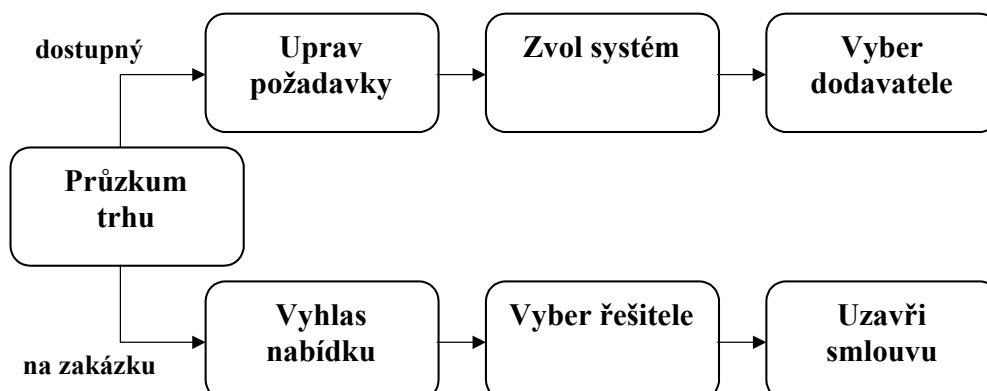 dostupný
Uprav
požadavky
Zvol systém
Vyber
dodavatele
Průzkum
trhu
na zakázku
Vyhlas
nabídku
Vyber řešitele
Uzavři
smlouvu